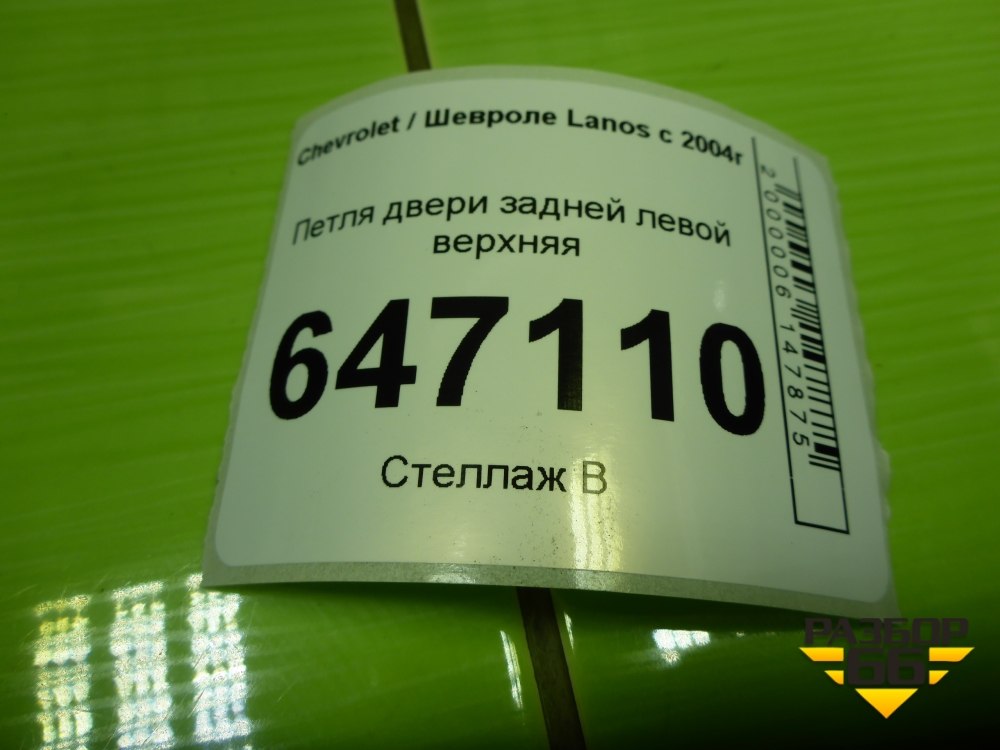 Chevrolet / Шевроле Lanos с 2004г
Петля двери задней левой
верхняя
647110
Стеллаж В
2000006147875
РАЗБОР
66